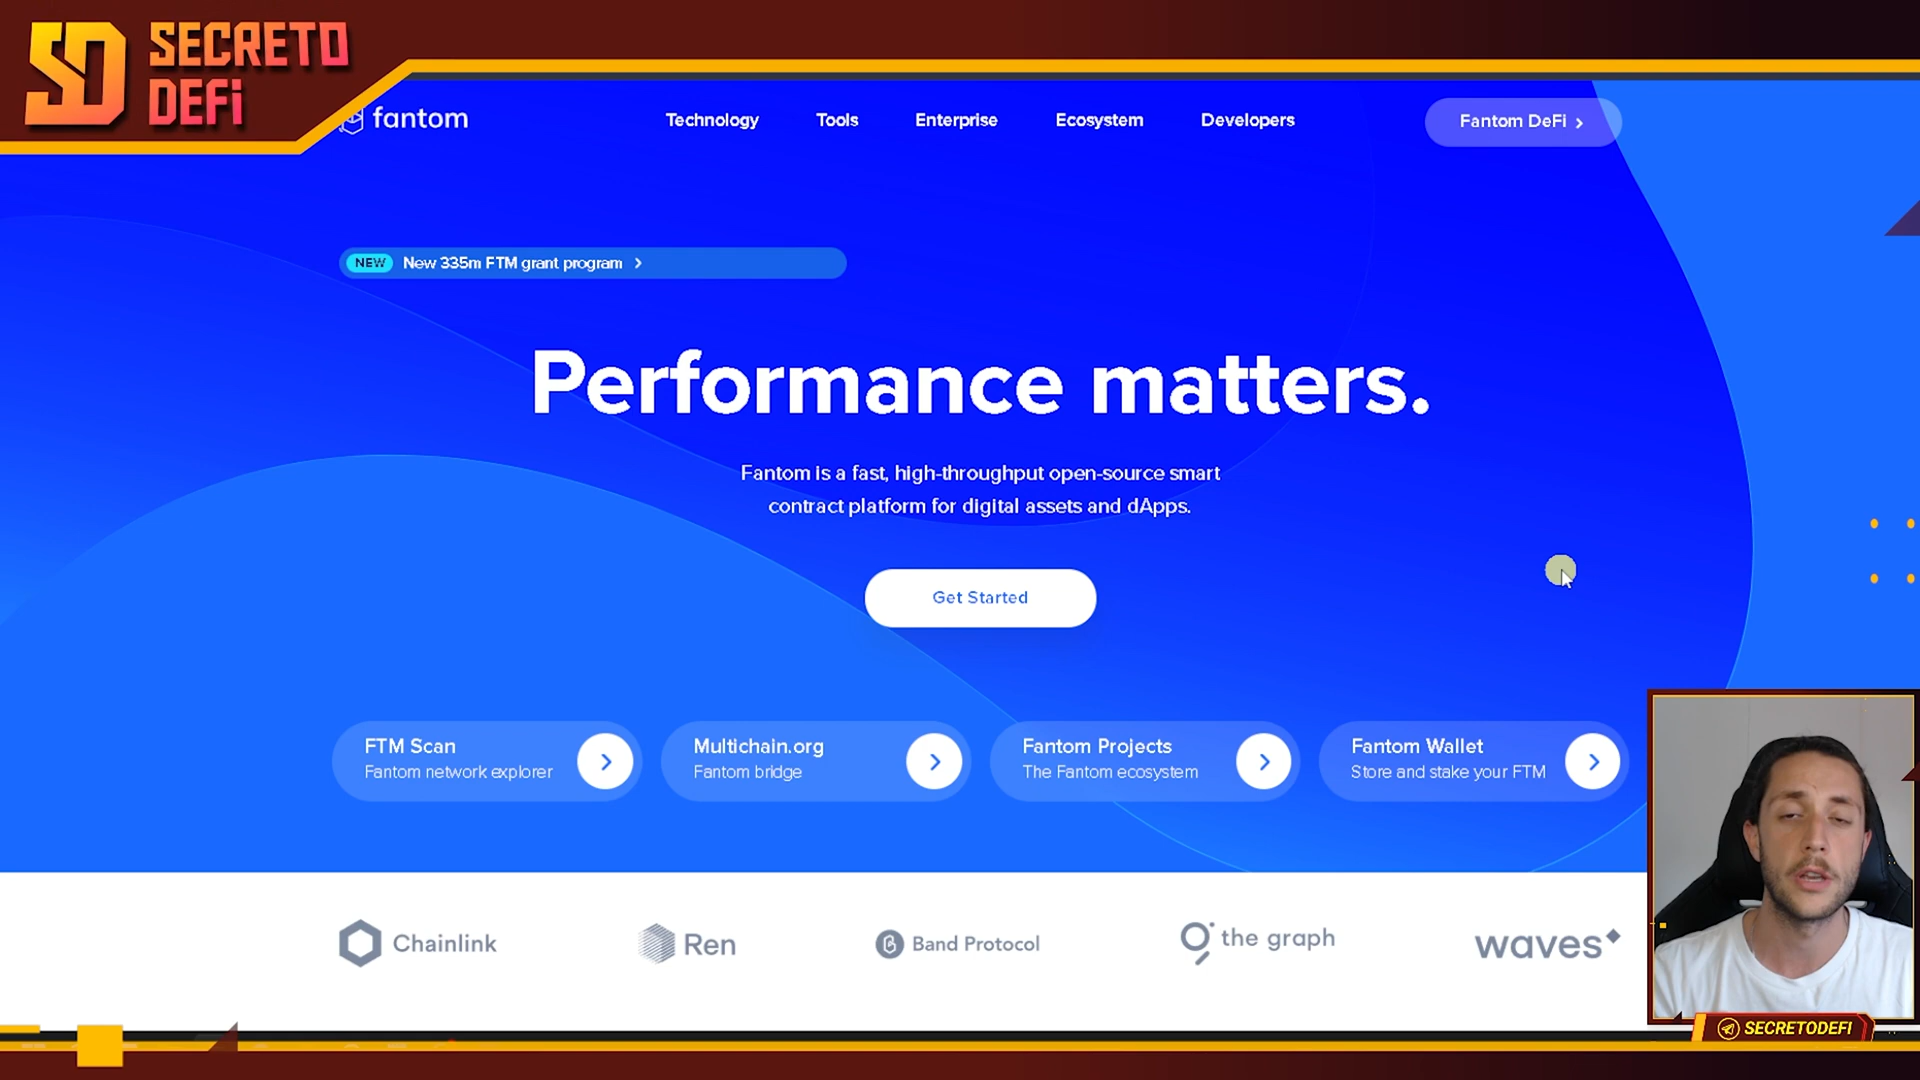 SECRETO
DEFi
fantom
Technology
Tools
Enterprise
Ecosystem
Developers
Fantom DeFi
NEW New 335m FTM grant program
Performance matters.
Fantom is a fast, high-throughput open-source smart
contract platform for digital assets and dApps.
Get Started
FTM Scan
Fantom network explorer
Multichain.org
Fantom bridge
Fantom Projects
The Fantom ecosystem
Fantom Wallet
Store and stake your FTM
Chainlink
Ren
Band Protocol
the graph
waves
SECRETODEFI